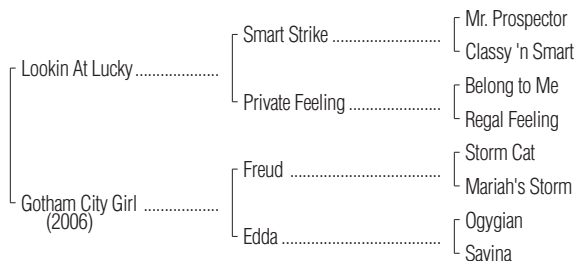 Mr. Prospector
Smart Strike ....................
Classy 'n Smart
Lookin At Lucky ................
Belong to Me
Private Feeling .................
Regal Feeling
Storm Cat
Freud .............................
Mariah's Storm
Gotham City Girl ..............
(2006)
Ogygian
Edda ..............................
Savina